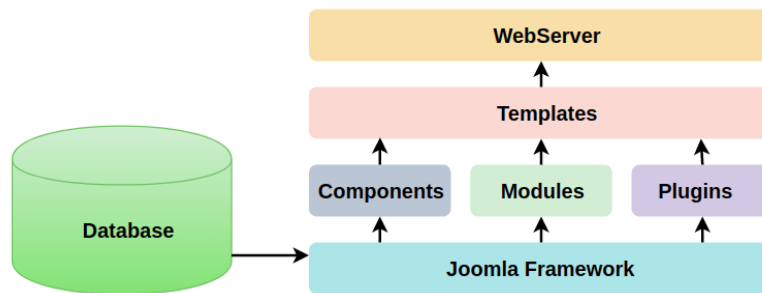 WebServer
Templates
Components
Modules
Plugins
Database
Joomla Framework